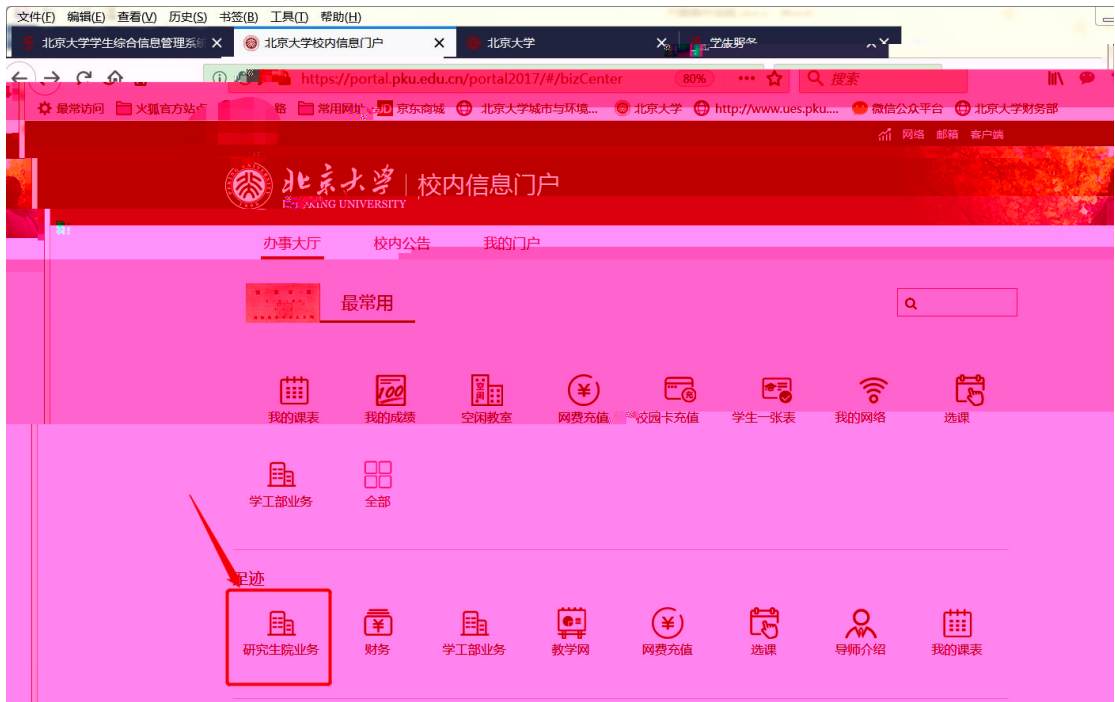 文件(F) 编辑(E) 查看(V) 历史(S) 书签(B) 工具(T) 帮助(H)
北京大学学生综合信息管理系统 北京大学校内信息门户 北京大学
https://portal.pku.edu.cn/portal2017/#/bizCenter 80% 搜索
最常访问 火狐官方站点 常用网址 JD 京东商城 北京大学城市与环境... 北京大学 http://www.ues.pku.... 微信公众平台 北京大学财务部
网络 邮箱 客户端
北京大学 校内信息门户
PEKING UNIVERSITY
办事大厅 校内公告 我的门户
最常用
我的课表 我的成绩 空闲教室 网费充值 校园卡充值 学生一张表 我的网络 选课
学工部业务 全部
足迹
研究生院业务 财务 学工部业务 教学网 网费充值 选课 导师介绍 我的课表